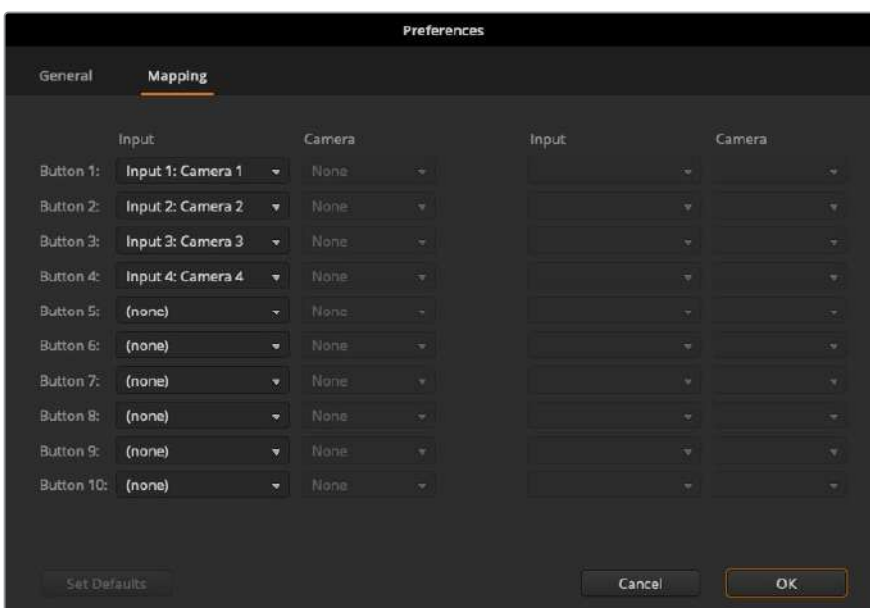 Preferences
General Mapping
Input Camera Input Camera
Button 1: Input 1: Camera 1 None
Button 2: Input 2: Camera 2 None
Button 3: Input 3: Camera 3 None
Button 4: Input 4: Camera 4 None
Button 5: (none) None
Button 6: (none) None
Button 7: (none) None
Button 8: (none) None
Button 9: (none) None
Button 10: (none) None
Set Defaults Cancel OK